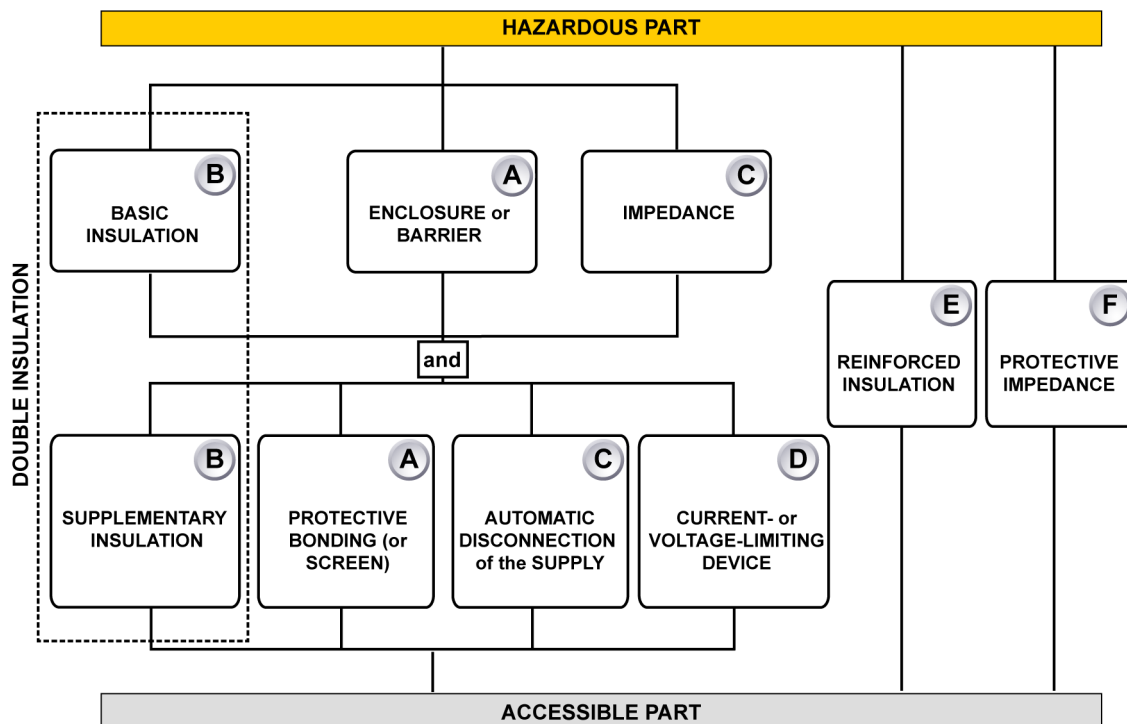 HAZARDOUS PART
B
BASIC
INSULATION
A
ENCLOSURE or
BARRIER
C
IMPEDANCE
DOUBLE INSULATION
and
E
REINFORCED
INSULATION
F
PROTECTIVE
IMPEDANCE
B
SUPPLEMENTARY
INSULATION
A
PROTECTIVE
BONDING (or
SCREEN)
C
AUTOMATIC
DISCONNECTION
of the SUPPLY
D
CURRENT- or
VOLTAGE-LIMITING
DEVICE
ACCESSIBLE PART